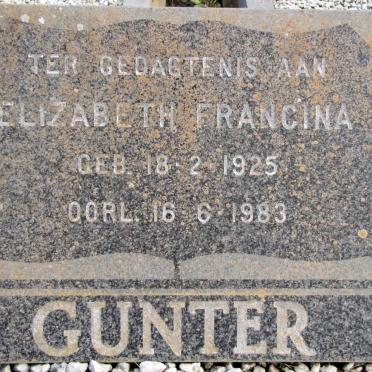 TER GEDAGTENIS AAN
ELIZABETH FRANCINA
GEB. 18-2 1925
OORL. 16-6-1983
GUNTER